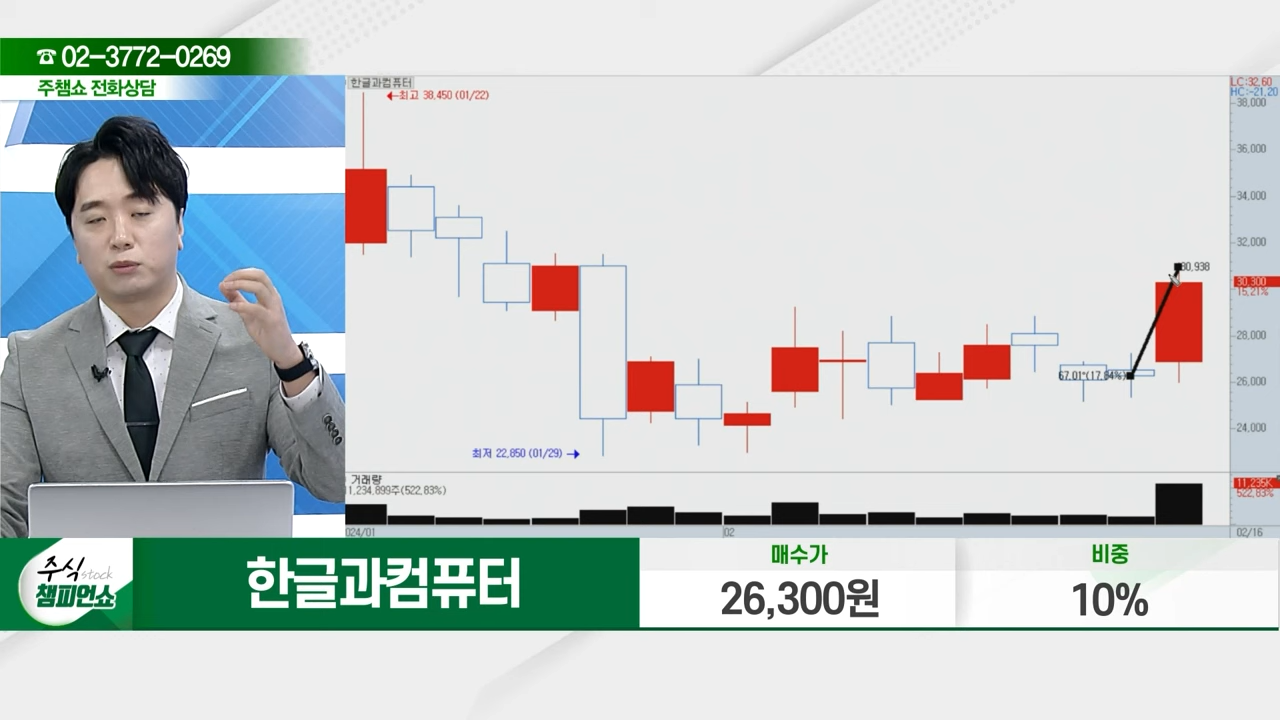 ☎ 02-3772-0269
주챔쇼 전화상담
한글과컴퓨터
←최고 38,450 (01/22)
LC:32.60
HC:-21.20
38,000
36,000
34,000
32,000
30,938
30,300
15.21%
28,000
26,000
24,000
67.01°(17.64%)
최저 22,850 (01/29) →
거래량
11,234,899주(522.83%)
11,235K
522.83%
024/01
02
02/16
주식 stock
챔피언쇼
한글과컴퓨터
매수가
26,300원
비중
10%